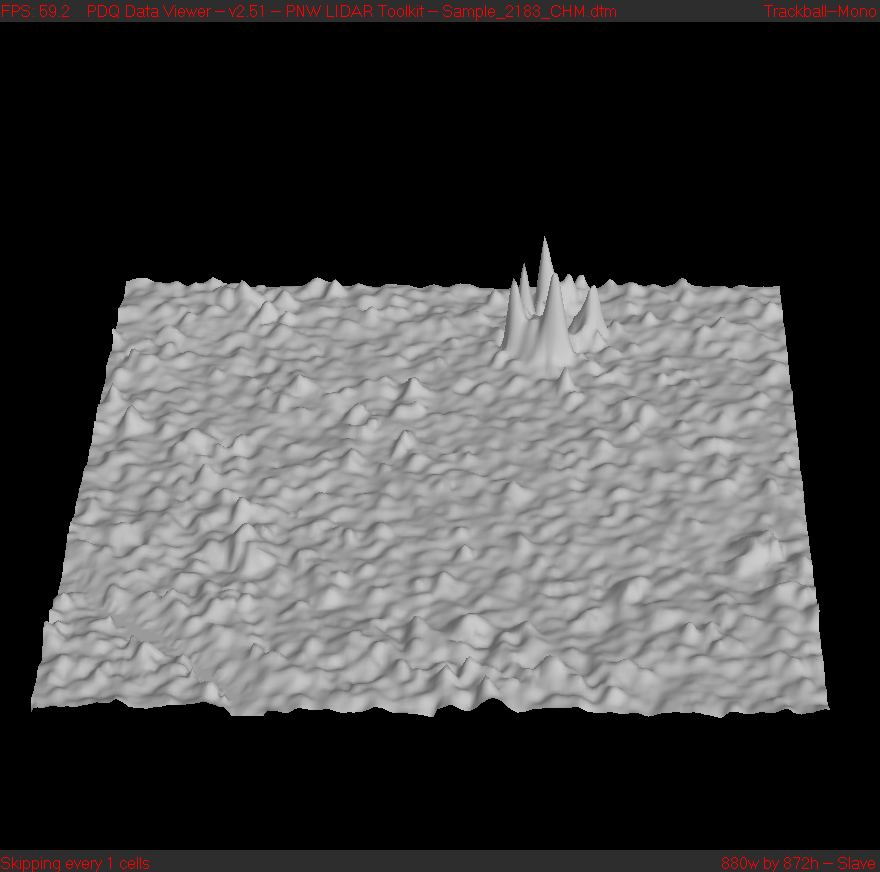 FPS: 59.2 PDQ Data Viewer - v2.51 - PNW LIDAR Toolkit - Sample_2183_CHM.dtm Trackball-Mono
Skipping every 1 cells 880w by 872h - Slave